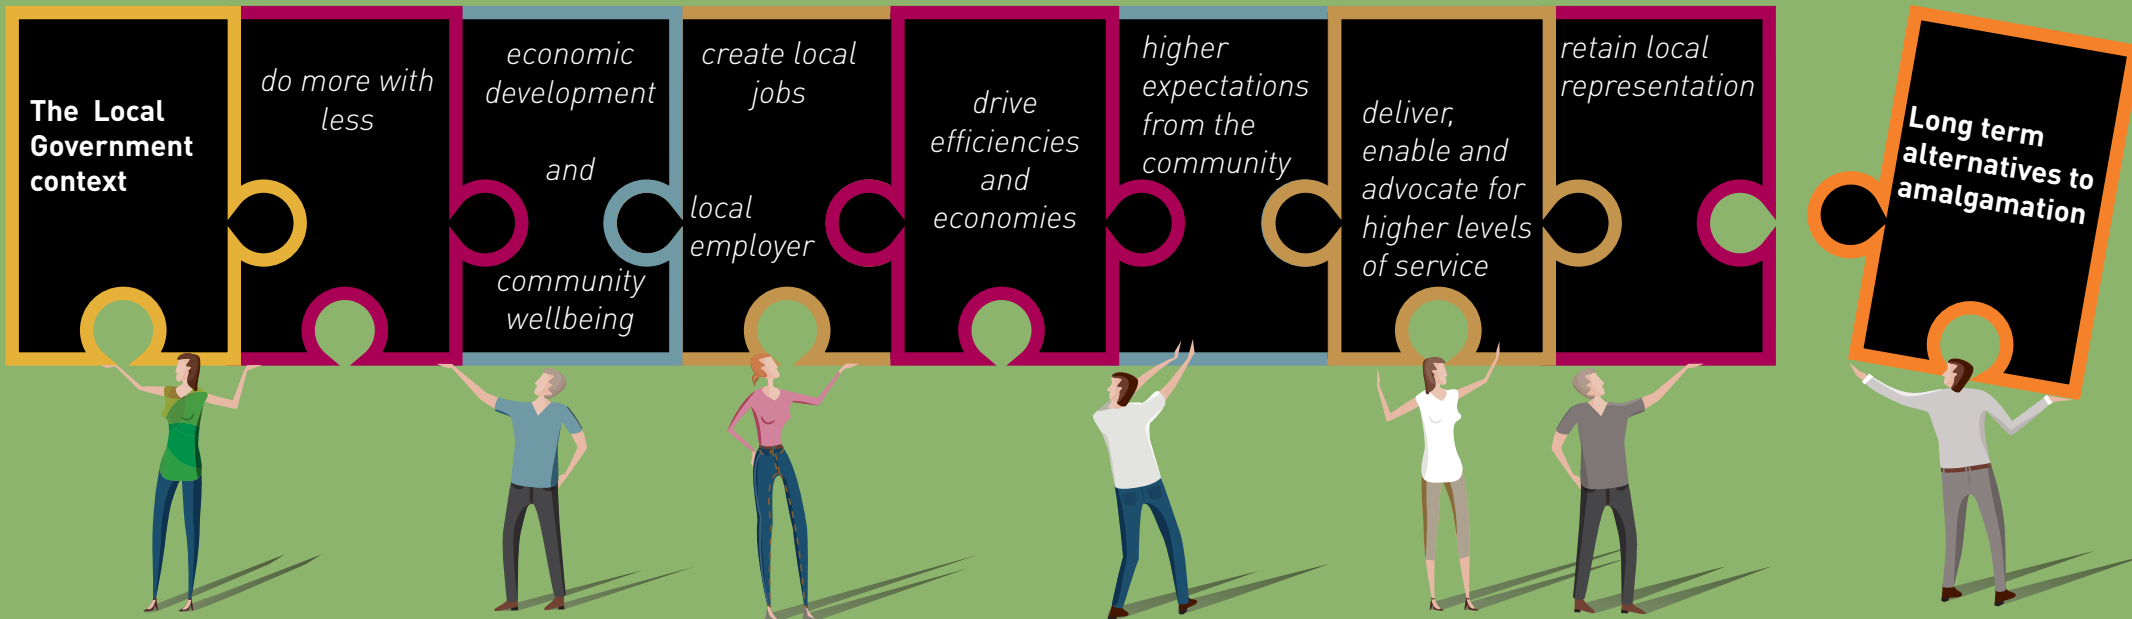 The Local
Government
context
do more with
less
economic
development
and
community
wellbeing
create local
jobs
local
employer
drive
efficiencies
and
economies
higher
expectations
from the
community
deliver,
enable and
advocate for
higher levels
of service
retain local
representation
Long term
alternatives to
amalgamation